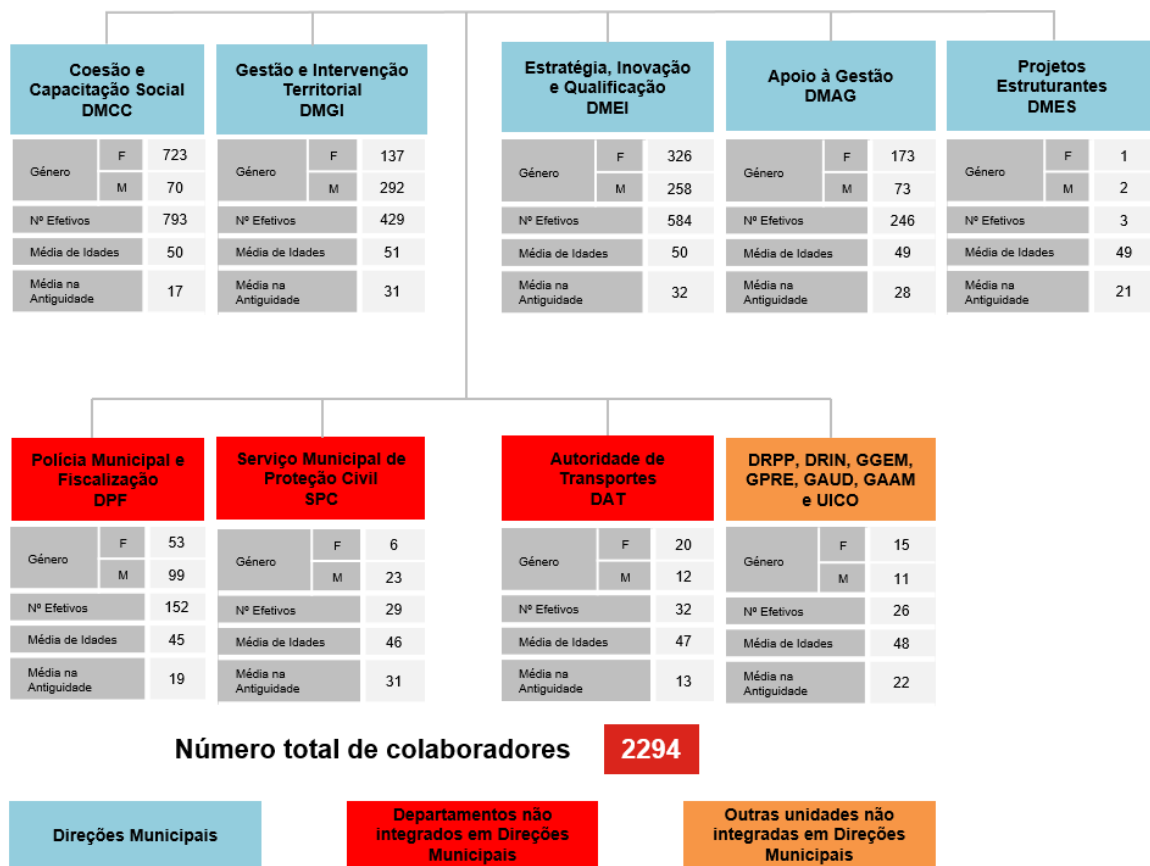 Coesão e
Capacitação Social
DMCC
Género
F
723
M
70
Nº Efetivos
793
Média de Idades
50
Média na
Antiguidade
17
Gestão e Intervenção
Territorial
DMGI
Género
F
137
M
292
Nº Efetivos
429
Média de Idades
51
Média na
Antiguidade
31
Estratégia, Inovação
e Qualificação
DMEI
Género
F
326
M
258
Nº Efetivos
584
Média de Idades
50
Média na
Antiguidade
32
Apoio à Gestão
DMAG
Género
F
173
M
73
Nº Efetivos
246
Média de Idades
49
Média na
Antiguidade
28
Projetos
Estruturantes
DMES
Género
F
1
M
2
Nº Efetivos
3
Média de Idades
49
Média na
Antiguidade
21
Polícia Municipal e
Fiscalização
DPF
Género
F
53
M
99
Nº Efetivos
152
Média de Idades
45
Média na
Antiguidade
19
Serviço Municipal de
Proteção Civil
SPC
Género
F
6
M
23
Nº Efetivos
29
Média de Idades
46
Média na
Antiguidade
31
Autoridade de
Transportes
DAT
Género
F
20
M
12
Nº Efetivos
32
Média de Idades
47
Média na
Antiguidade
13
DRPP, DRIN, GGEM,
GPRE, GAUD, GAAM
e UICO
Género
F
15
M
11
Nº Efetivos
26
Média de Idades
48
Média na
Antiguidade
22
Número total de colaboradores 2294
Direções Municipais
Departamentos não
integrados em Direções
Municipais
Outras unidades não
integradas em Direções
Municipais